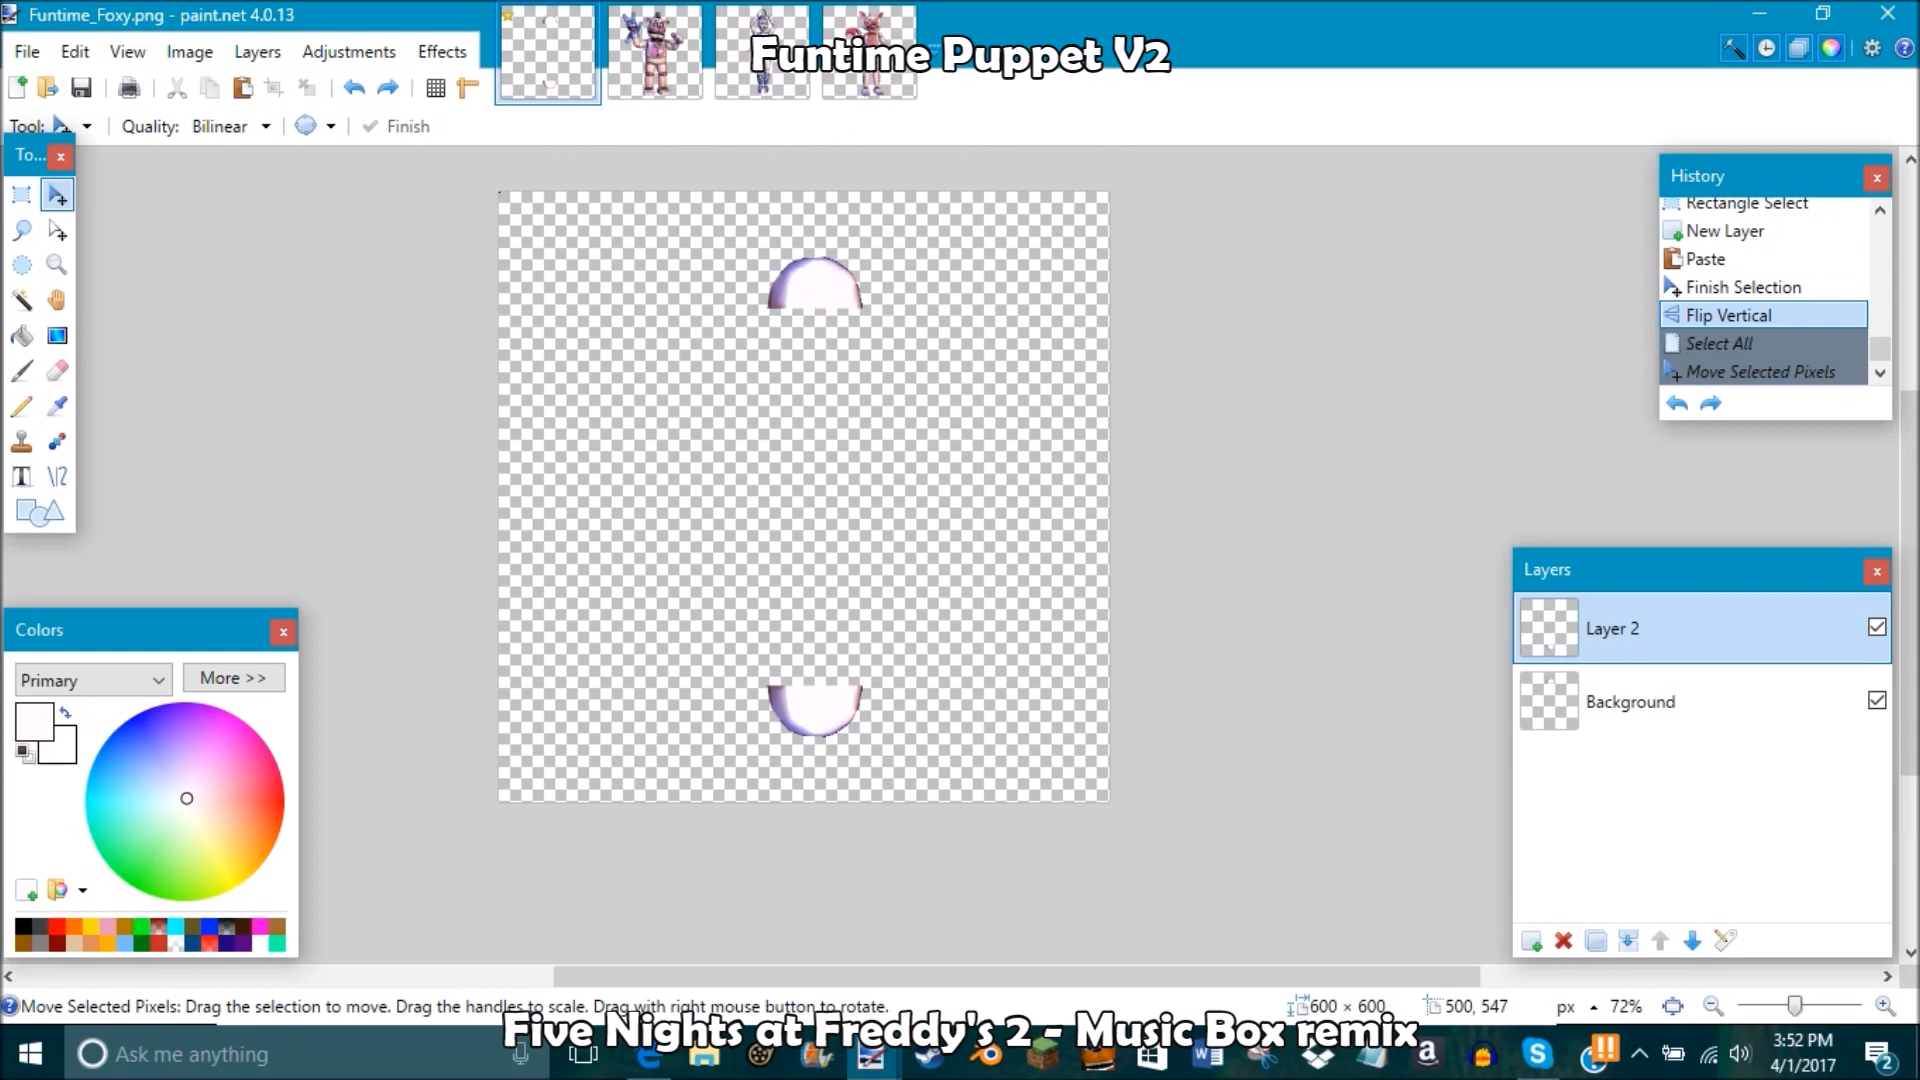 Funtime_Foxy.png - paint.net 4.0.13
File Edit View Image Layers Adjustments Effects
Funtime Puppet V2
Tool: Quality: Bilinear Finish
To...
History
Rectangle Select
New Layer
Paste
Finish Selection
Flip Vertical
Select All
Move Selected Pixels
Layers
Layer 2
Background
Colors
Primary More >>
Move Selected Pixels: Drag the selection to move. Drag the handles to scale. Drag with right mouse button to rotate.
600 × 600 500, 547 px 72%
Five Nights at Freddy's 2 - Music Box remix
Ask me anything
3:52 PM
4/1/2017
2